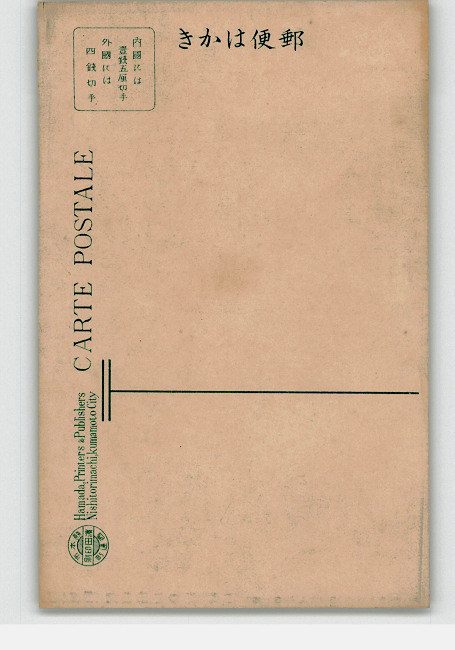 きかは便郵
内國には
壹錢五厘切手
外國には
四錢切手
CARTE POSTALE
Hamada, Printers & Publishers
Nishitorimachi, Kumamoto City